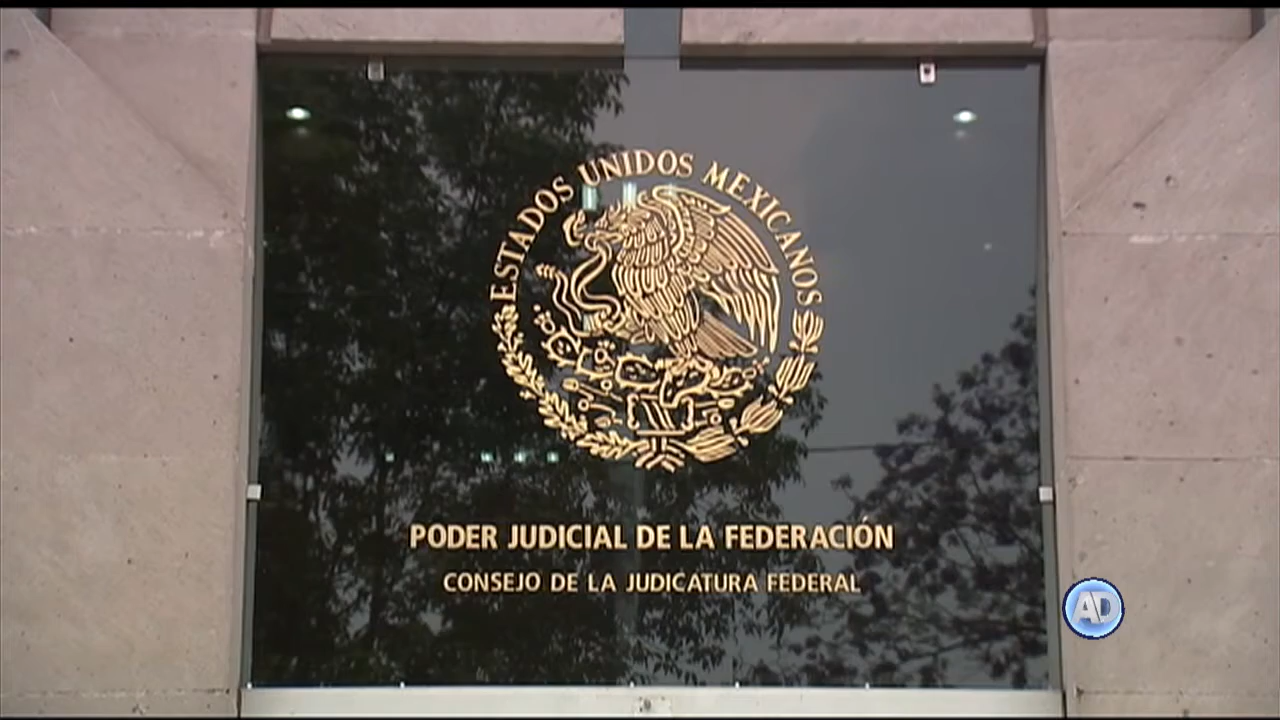 ESTADOS UNIDOS MEXICANOS
PODER JUDICIAL DE LA FEDERACIÓN
CONSEJO DE LA JUDICATURA FEDERAL
AD